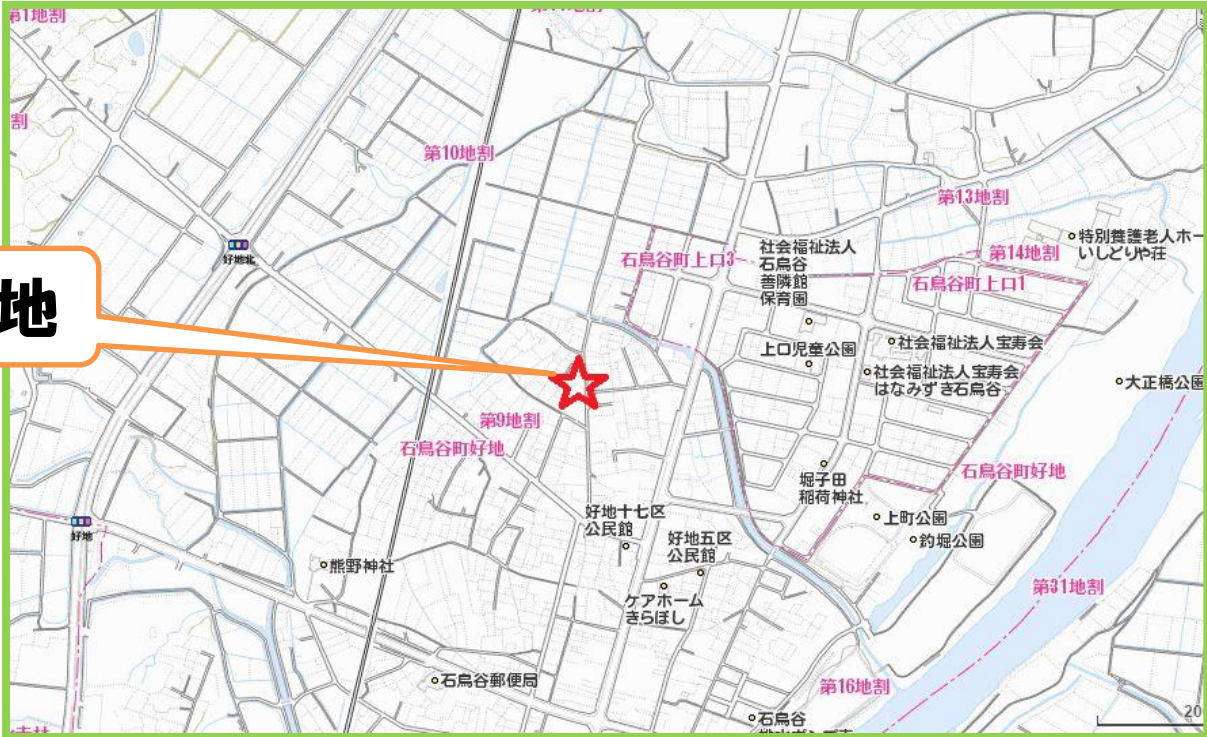 第1地割
割
第10地割
第13地割
特別養護老人ホー
いしどりや荘
第14地割
石鳥谷町上口3
社会福祉法人
石鳥谷
善隣館
保育園
石鳥谷町上口1
好地北
地
上口児童公園
社会福祉法人宝寿会
社会福祉法人宝寿会
はなみずき石鳥谷
大正橋公園
第9地割
石鳥谷町好地
石鳥谷町好地
堀子田
稲荷神社
上町公園
釣堀公園
好地十七区
公民館
好地五区
公民館
好地
熊野神社
ケアホーム
きらぼし
第31地割
石鳥谷郵便局
第16地割
石鳥谷
20